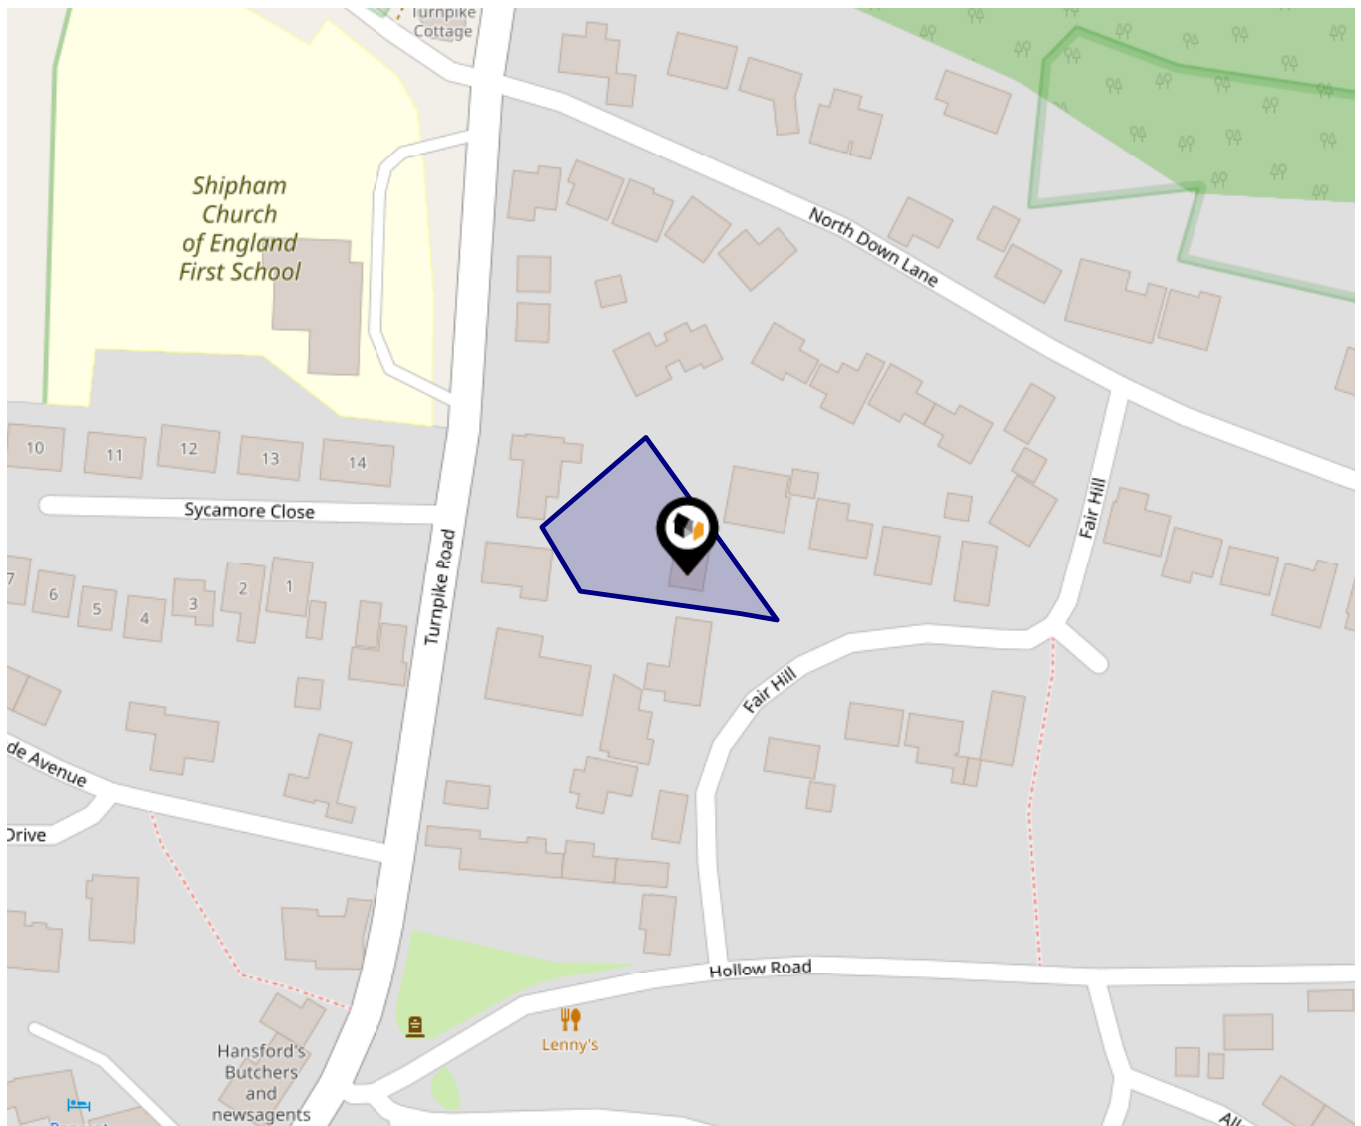 Turnpike
Cottage
Shipham
Church
of England
First School
North Down Lane
10
11
12
13
14
Sycamore Close
Fair Hill
Turnpike Road
7
6
5
4
3
2
1
Fair Hill
de Avenue
Drive
Hollow Road
Lenny's
Hansford's
Butchers
and
newsagents